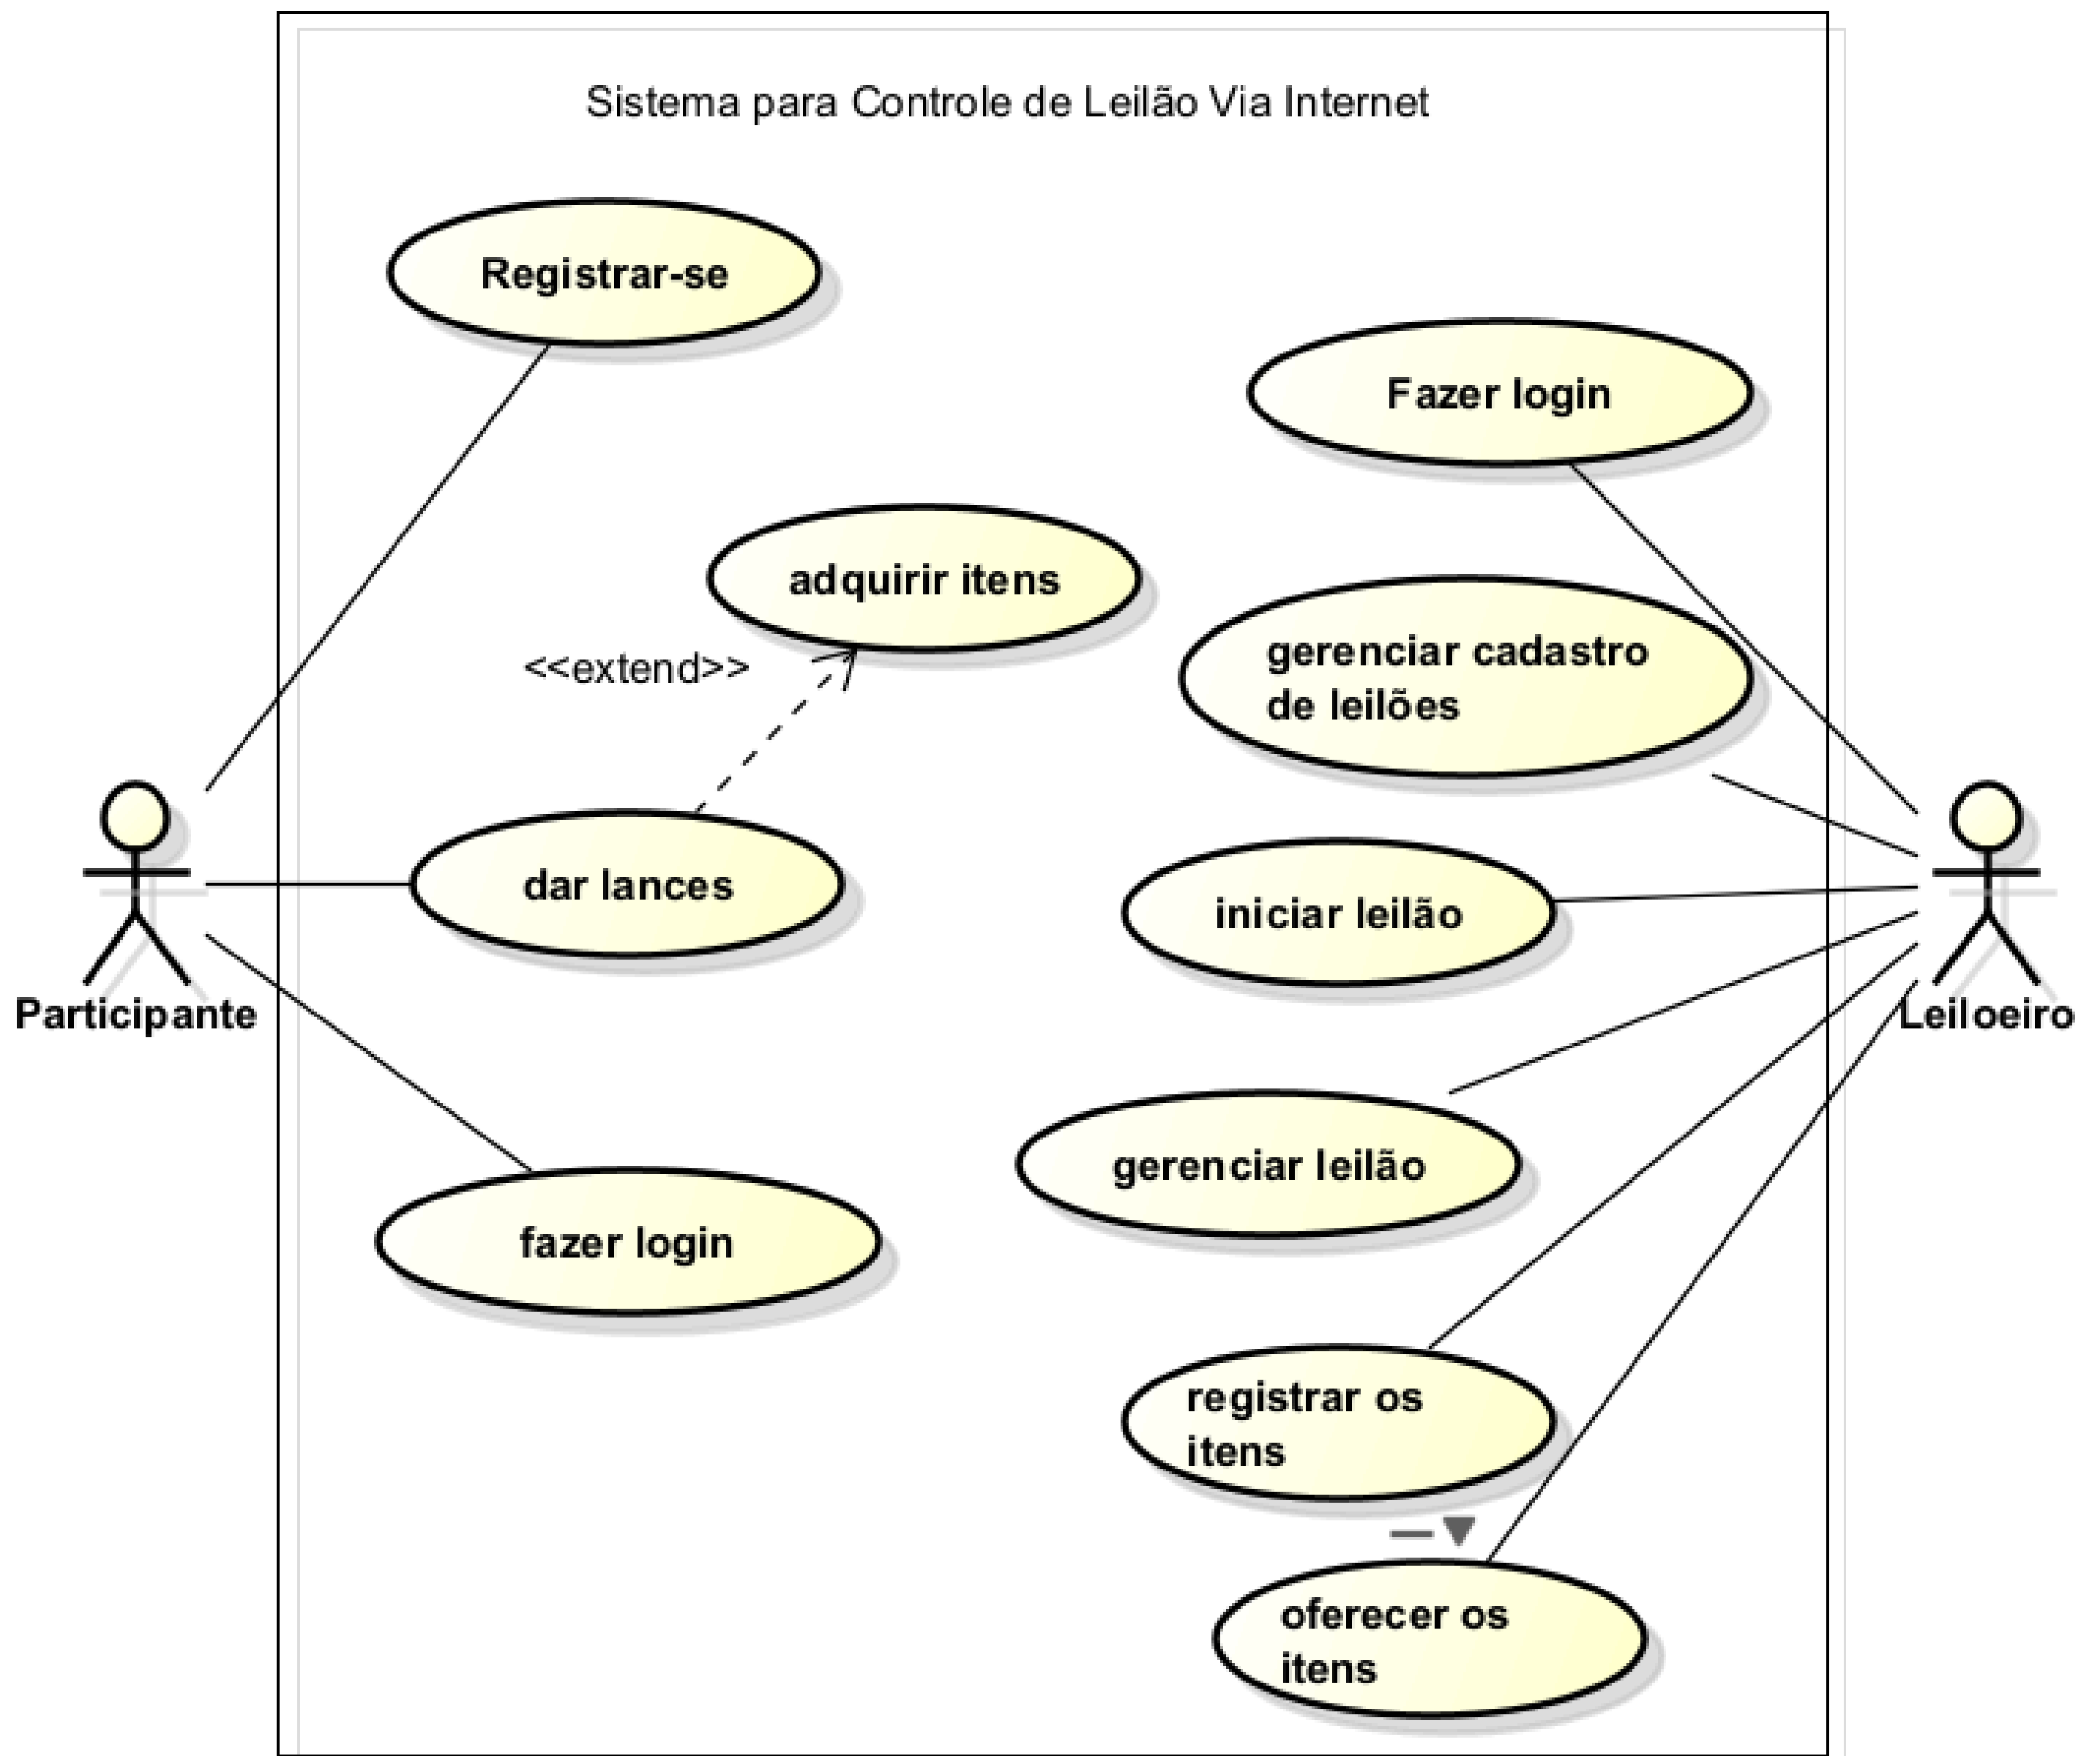 Sistema para Controle de Leilão Via Internet
Registrar-se
Fazer login
adquirir itens
<<extend>>
gerenciar cadastro
de leilões
dar lances
iniciar leilão
Participante
Leiloeiro
gerenciar leilão
fazer login
registrar os
itens
oferecer os
itens